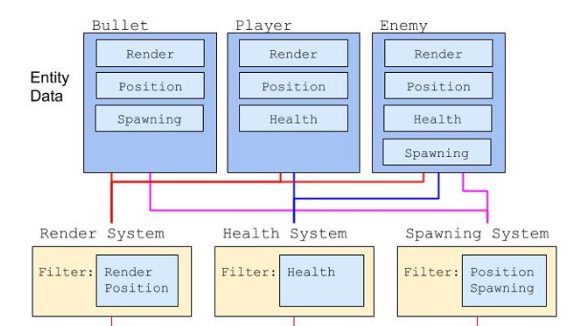 Bullet
Player
Enemy
Entity
Data
Render
Position
Spawning
Render
Position
Health
Render
Position
Health
Spawning
Render System
Health System
Spawning System
Filter:
Render
Position
Filter:
Health
Filter:
Position
Spawning